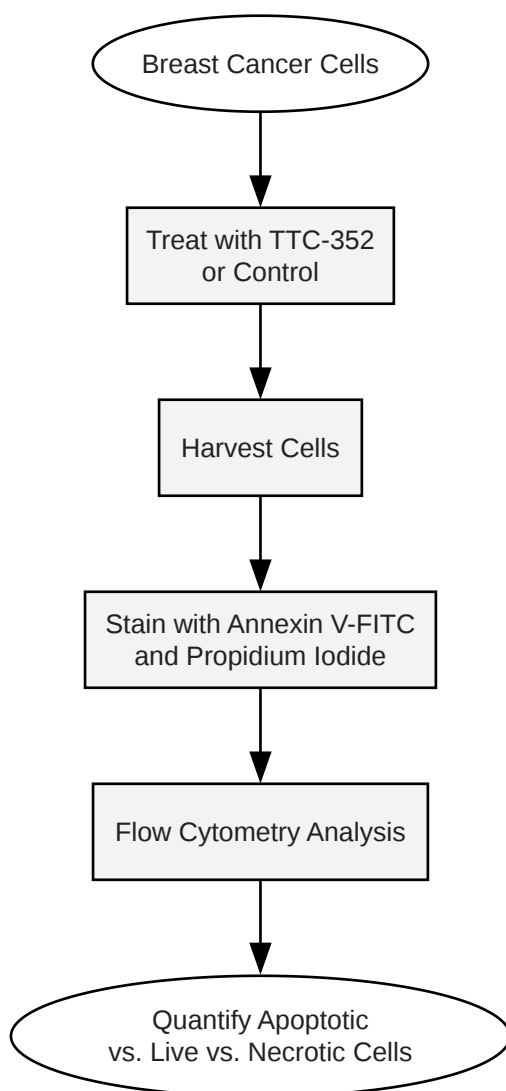 Breast Cancer Cells
Treat with TTC-352
or Control
Harvest Cells
Stain with Annexin V-FITC
and Propidium Iodide
Flow Cytometry Analysis
Quantify Apoptotic
vs. Live vs. Necrotic Cells